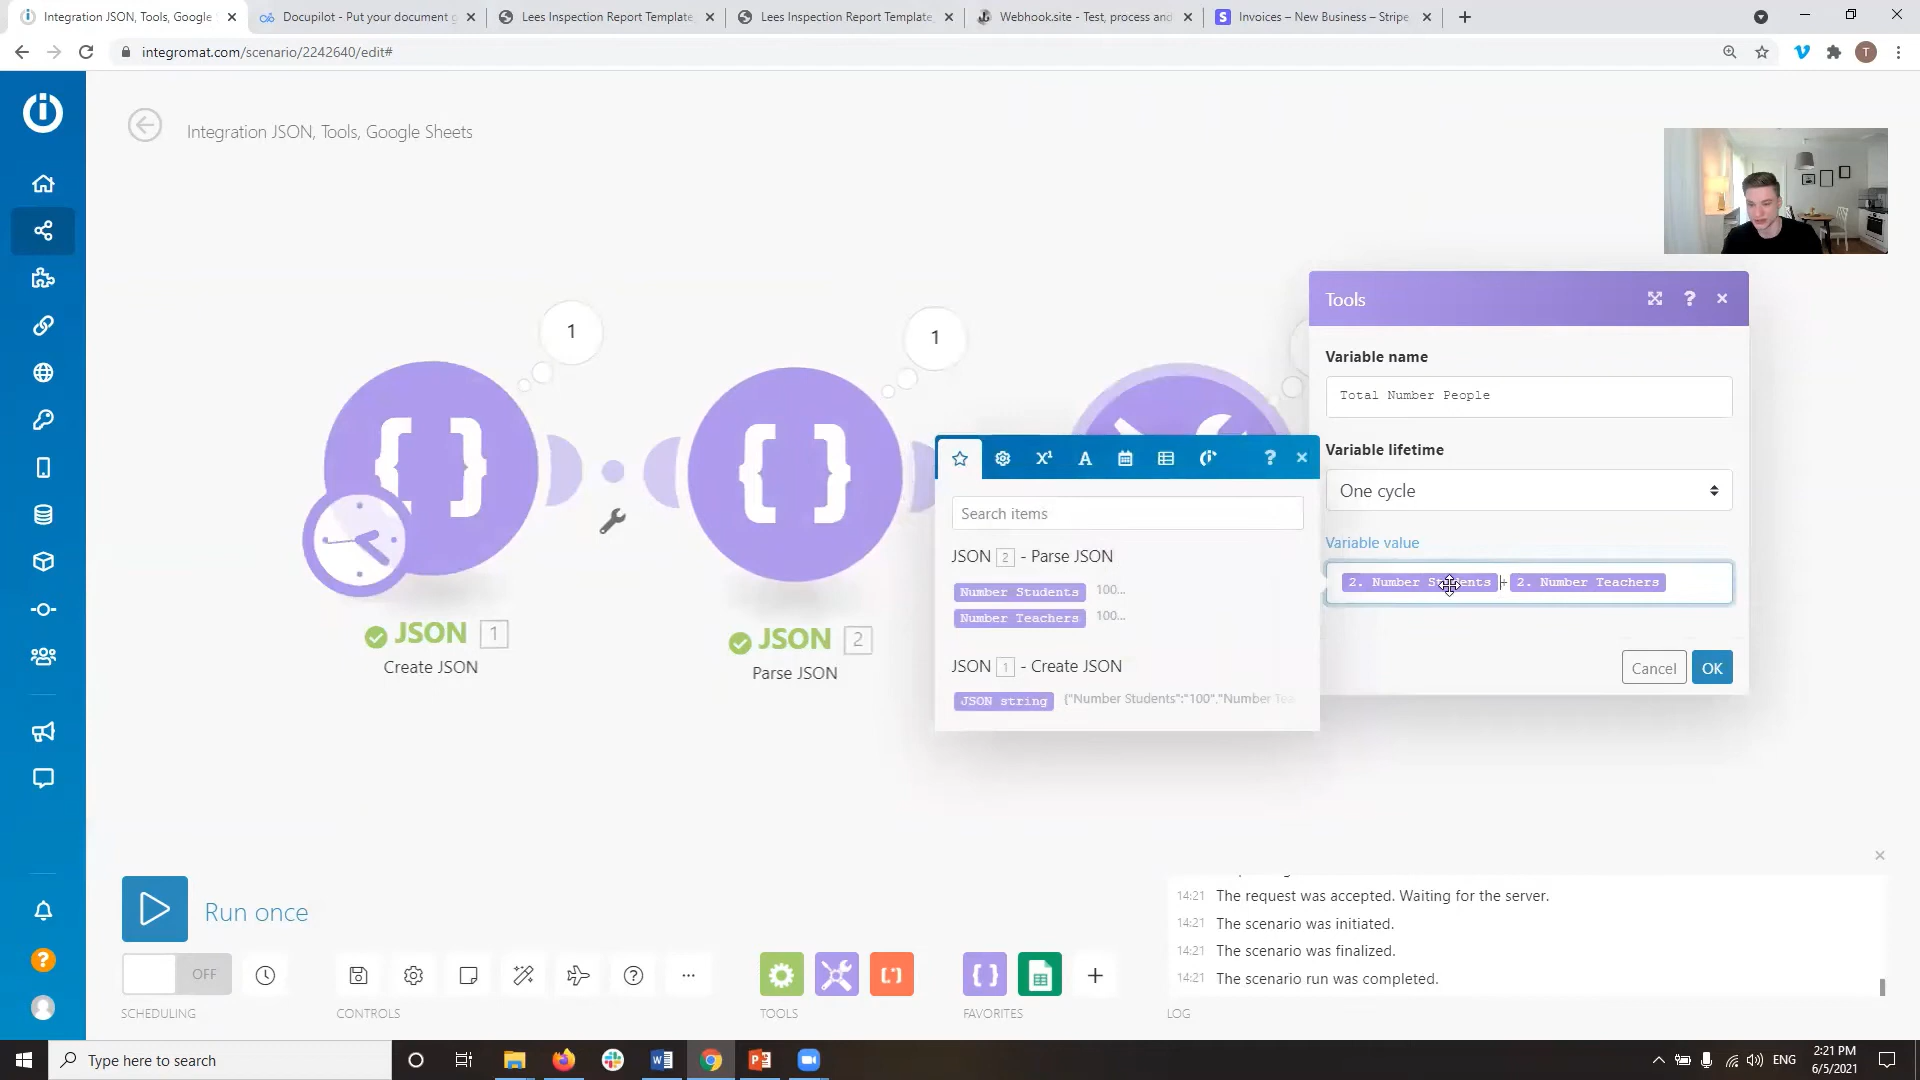 Integration JSON, Tools, Google S
Docupilot - Put your document g
Lees Inspection Report Template
Lees Inspection Report Template
Webhook.site - Test, process and
S
Invoices – New Business – Stripe
integromat.com/scenario/2242640/edit#
T
Integration JSON, Tools, Google Sheets
1
1
Tools
Variable name
Total Number People
Variable lifetime
One cycle
Variable value
2. Number Students + 2. Number Teachers
Cancel
OK
Search items
JSON 2 - Parse JSON
Number Students 100...
Number Teachers 100...
JSON 1 - Create JSON
JSON string {"Number Students":"100","Number Tea
JSON 1
Create JSON
JSON 2
Parse JSON
Run once
14:21 The request was accepted. Waiting for the server.
14:21 The scenario was initiated.
14:21 The scenario was finalized.
14:21 The scenario run was completed.
OFF
SCHEDULING
CONTROLS
TOOLS
FAVORITES
LOG
Type here to search
ENG
2:21 PM
6/5/2021